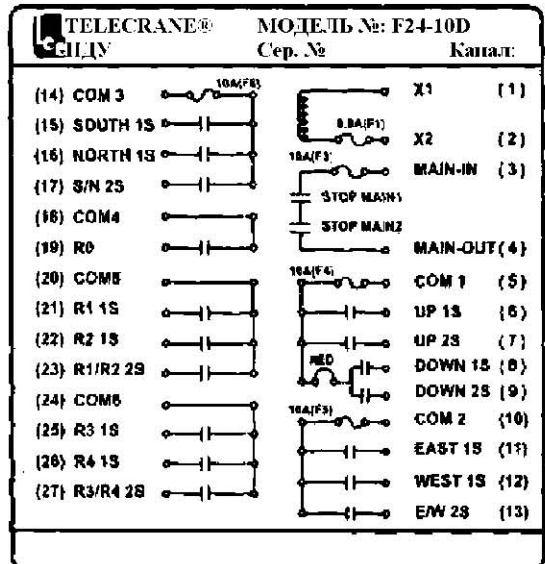 TELECRANE® МОДЕЛЬ №: F24-10D
ПДУ Сер. № Канал:
(14) COM 3
10A(F6)
(15) SOUTH 1S
(16) NORTH 1S
(17) S/N 2S
(18) COM4
(19) R0
(20) COM5
(21) R1 1S
(22) R2 1S
(23) R1/R2 2S
(24) COM6
(25) R3 1S
(26) R4 1S
(27) R3/R4 2S
X1 (1)
X2 (2)
10A(F3)
MAIN-IN (3)
STOP MAIN1
STOP MAIN2
MAIN-OUT (4)
10A(F4)
COM 1 (5)
UP 1S (6)
UP 2S (7)
RED
DOWN 1S (8)
DOWN 2S (9)
10A(F5)
COM 2 (10)
EAST 1S (11)
WEST 1S (12)
E/W 2S (13)